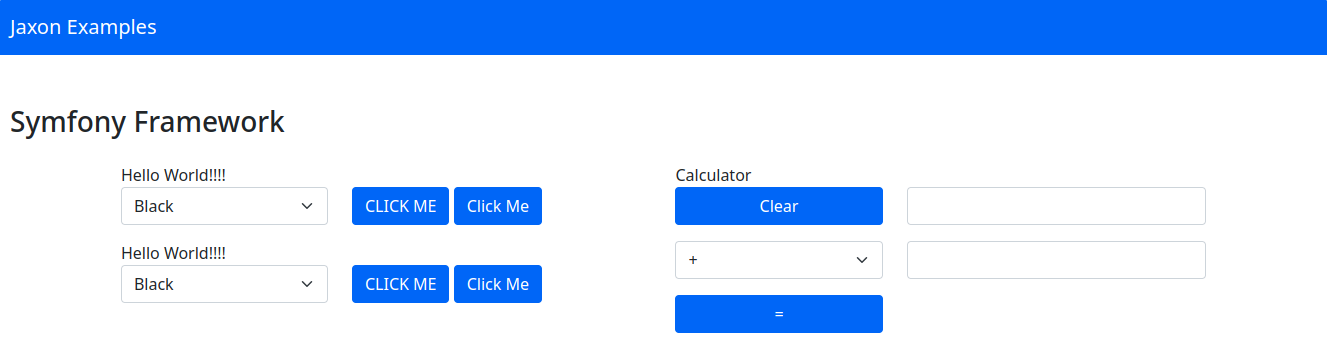 Jaxon Examples
Symfony Framework
Hello World!!!!
Black
CLICK ME
Click Me
Hello World!!!!
Black
CLICK ME
Click Me
Calculator
Clear
+
=